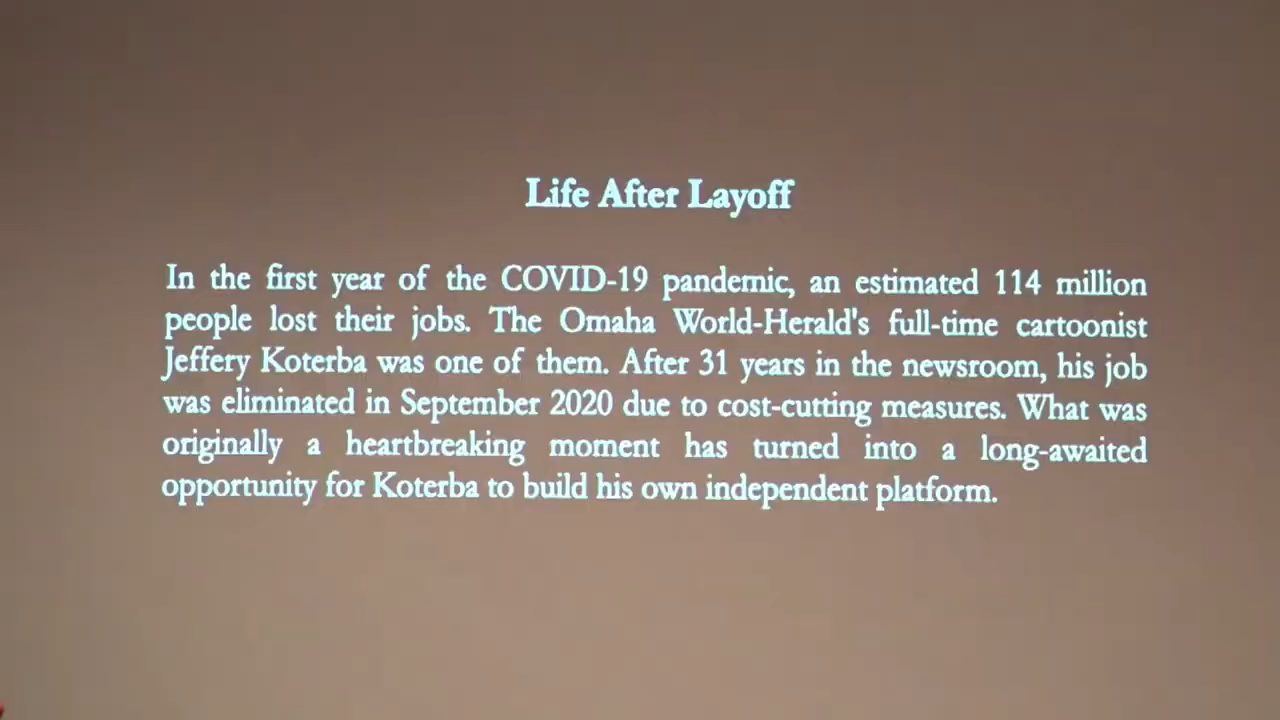 Life After Layoff
In the first year of the COVID-19 pandemic, an estimated 114 million
people lost their jobs. The Omaha World-Herald's full-time cartoonist
Jeffery Koterba was one of them. After 31 years in the newsroom, his job
was eliminated in September 2020 due to cost-cutting measures. What was
originally a heartbreaking moment has turned into a long-awaited
opportunity for Koterba to build his own independent platform.